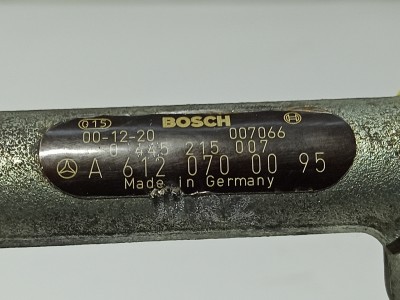 015 BOSCH
00-12-20 007066
0 445 215 007
A 612 070 00 95
Made in Germany